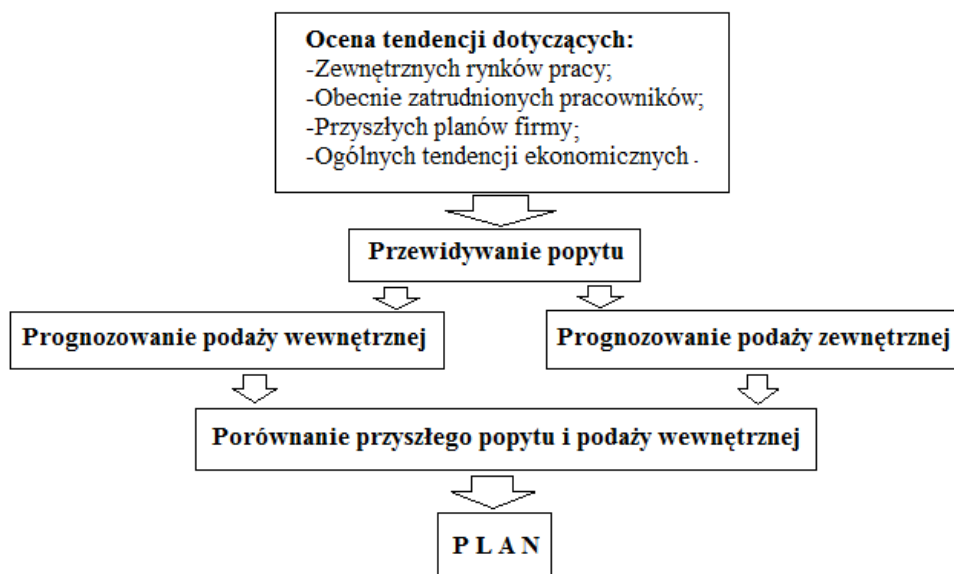 Ocena tendencji dotyczących:
-Zewnętrznych rynków pracy;
-Obecnie zatrudnionych pracowników;
-Przyszłych planów firmy;
-Ogólnych tendencji ekonomicznych .
Przewidywanie popytu
Prognozowanie podaży wewnętrznej
Prognozowanie podaży zewnętrznej
Porównanie przyszłego popytu i podaży wewnętrznej
P L A N